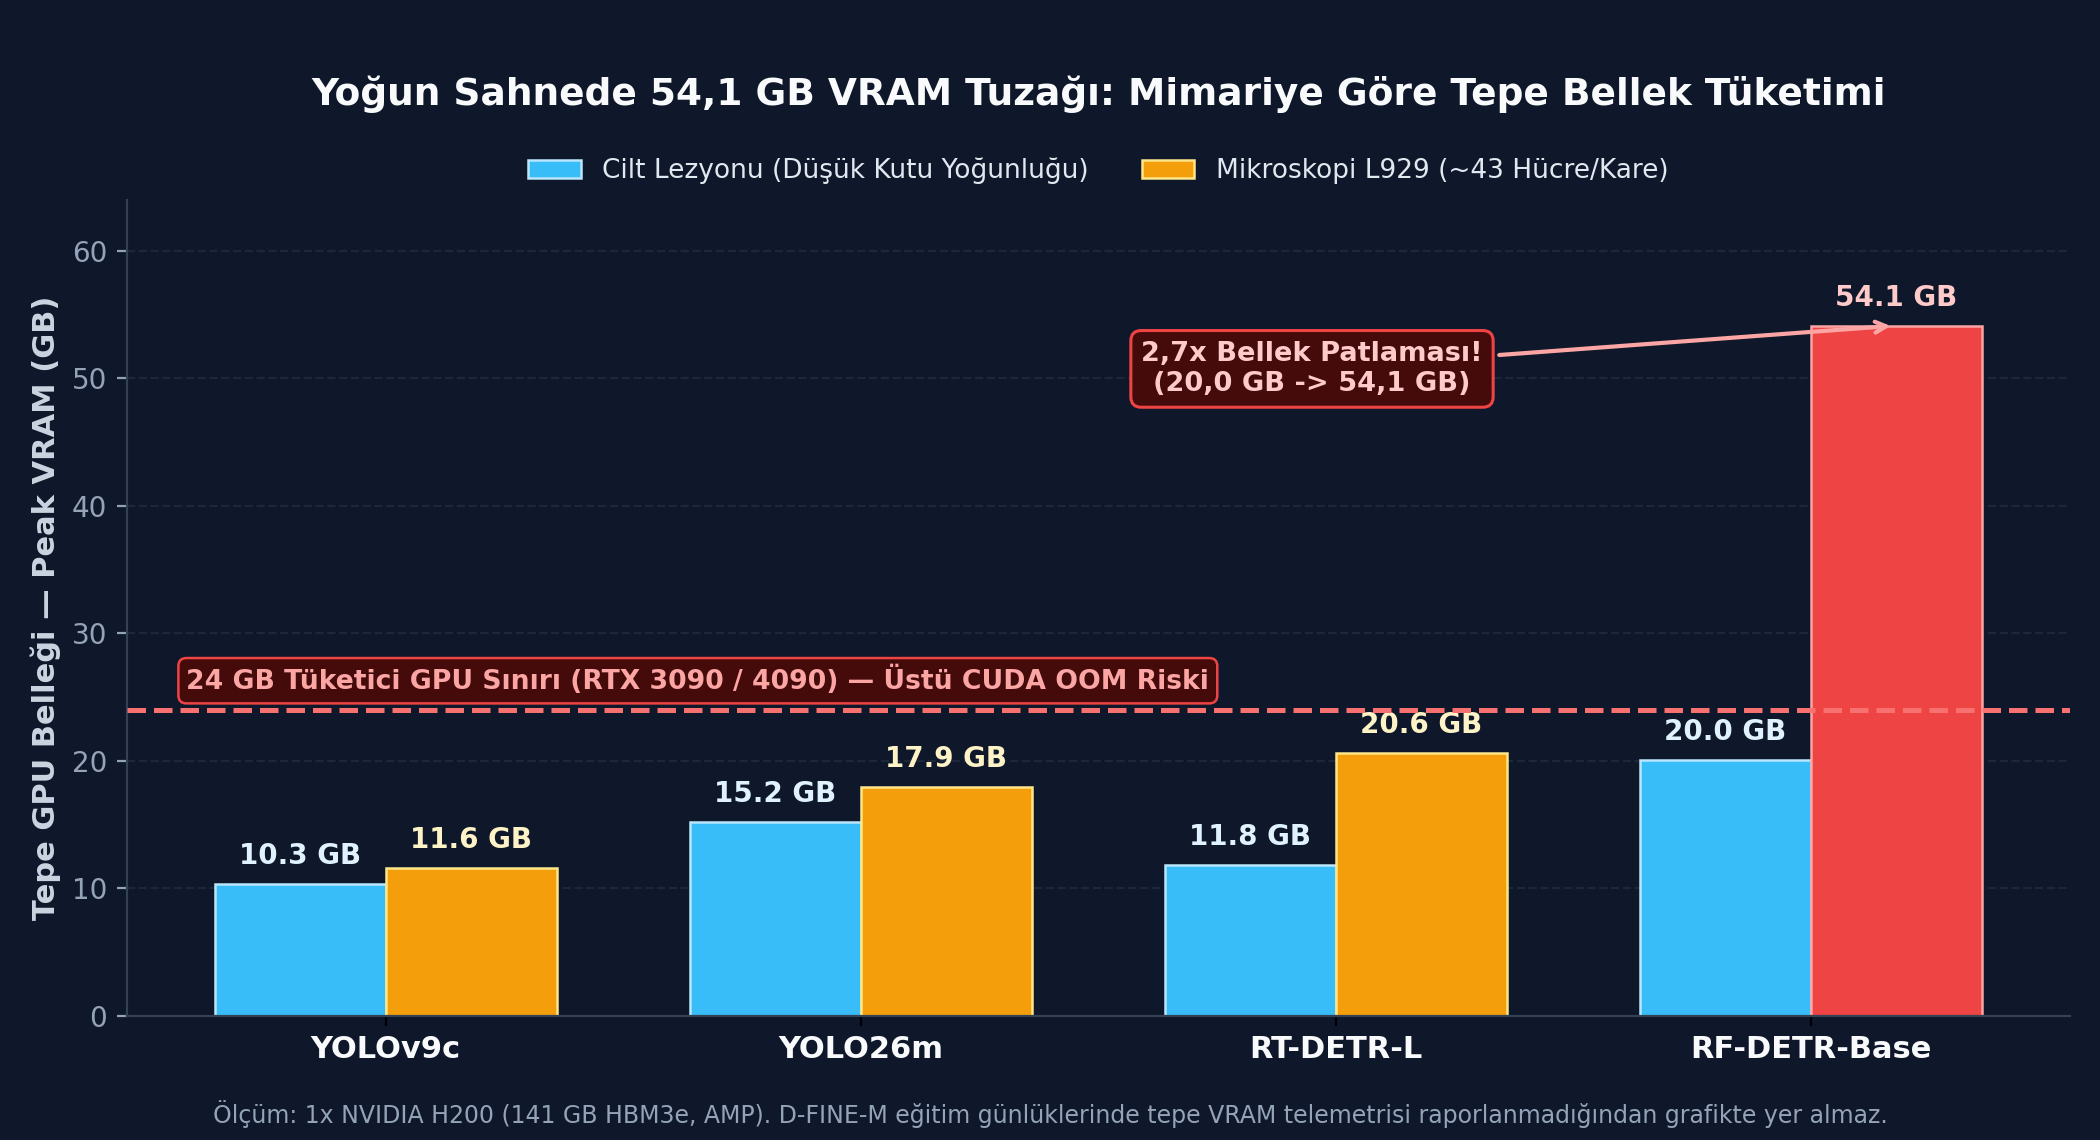 Yoğun Sahnede 54,1 GB VRAM Tuzağı: Mimariye Göre Tepe Bellek Tüketimi
Cilt Lezyonu (Düşük Kutu Yoğunluğu)
Mikroskopi L929 (~43 Hücre/Kare)
Tepe GPU Belleği — Peak VRAM (GB)
60
50
40
30
20
10
0
54.1 GB
2,7x Bellek Patlaması!
(20,0 GB -> 54,1 GB)
24 GB Tüketici GPU Sınırı (RTX 3090 / 4090) — Üstü CUDA OOM Riski
10.3 GB
11.6 GB
15.2 GB
17.9 GB
11.8 GB
20.6 GB
20.0 GB
YOLOv9c
YOLO26m
RT-DETR-L
RF-DETR-Base
Ölçüm: 1x NVIDIA H200 (141 GB HBM3e, AMP). D-FINE-M eğitim günlüklerinde tepe VRAM telemetrisi raporlanmadığından grafikte yer almaz.